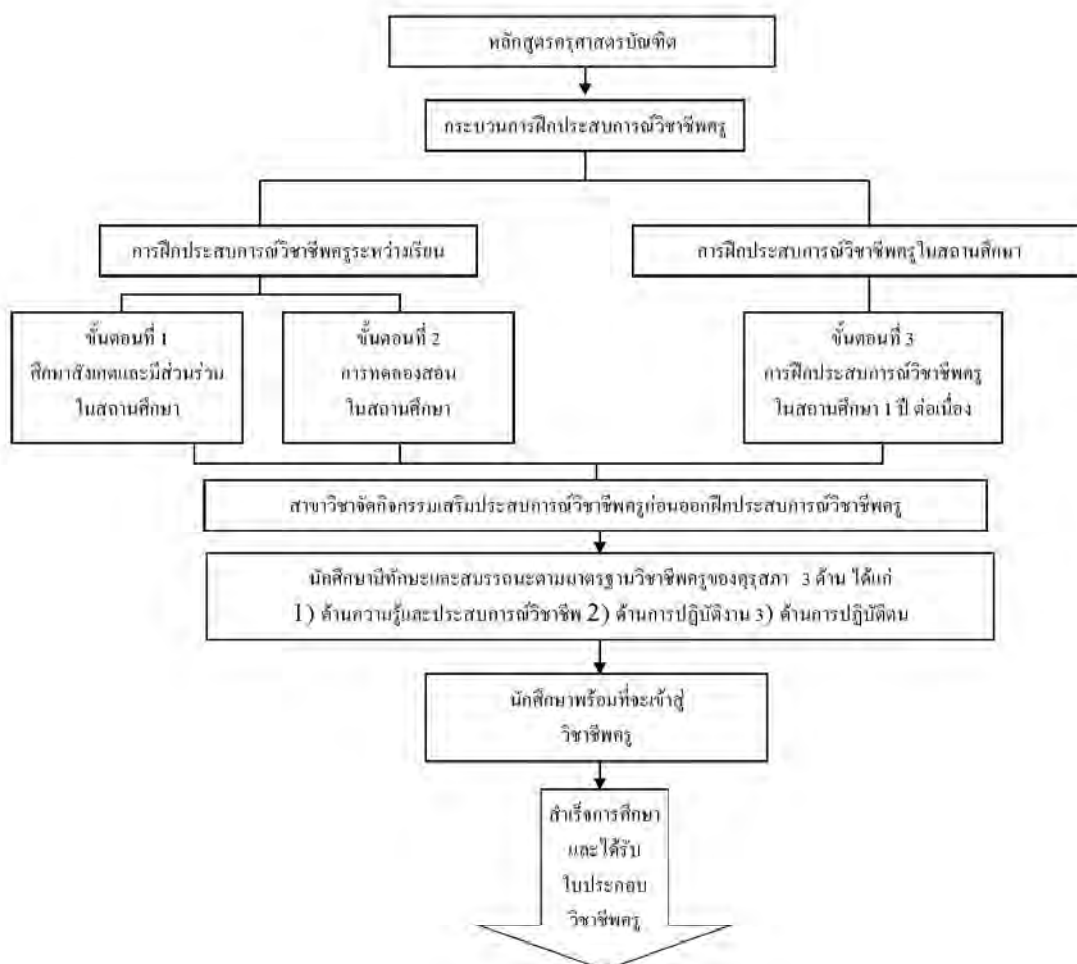 หลักสูตรครุศาสตรบัณฑิต
กระบวนการฝึกประสบการณ์วิชาชีพครู
การฝึกประสบการณ์วิชาชีพครูระหว่างเรียน
การฝึกประสบการณ์วิชาชีพครูในสถานศึกษา
ขั้นตอนที่ 1
ศึกษาสังเกตและมีส่วนร่วม
ในสถานศึกษา
ขั้นตอนที่ 2
การทดลองสอน
ในสถานศึกษา
ขั้นตอนที่ 3
การฝึกประสบการณ์วิชาชีพครู
ในสถานศึกษา 1 ปี ต่อเนื่อง
สาขาวิชาจัดกิจกรรมเสริมประสบการณ์วิชาชีพครูก่อนออกฝึกประสบการณ์วิชาชีพครู
นักศึกษามีทักษะและสมรรถนะตามมาตรฐานวิชาชีพครูของคุรุสภา 3 ด้าน ได้แก่
1) ด้านความรู้และประสบการณ์วิชาชีพ 2) ด้านการปฏิบัติงาน 3) ด้านการปฏิบัติตน
นักศึกษาพร้อมที่จะเข้าสู่
วิชาชีพครู
สำเร็จการศึกษา
และได้รับ
ใบประกอบ
วิชาชีพครู